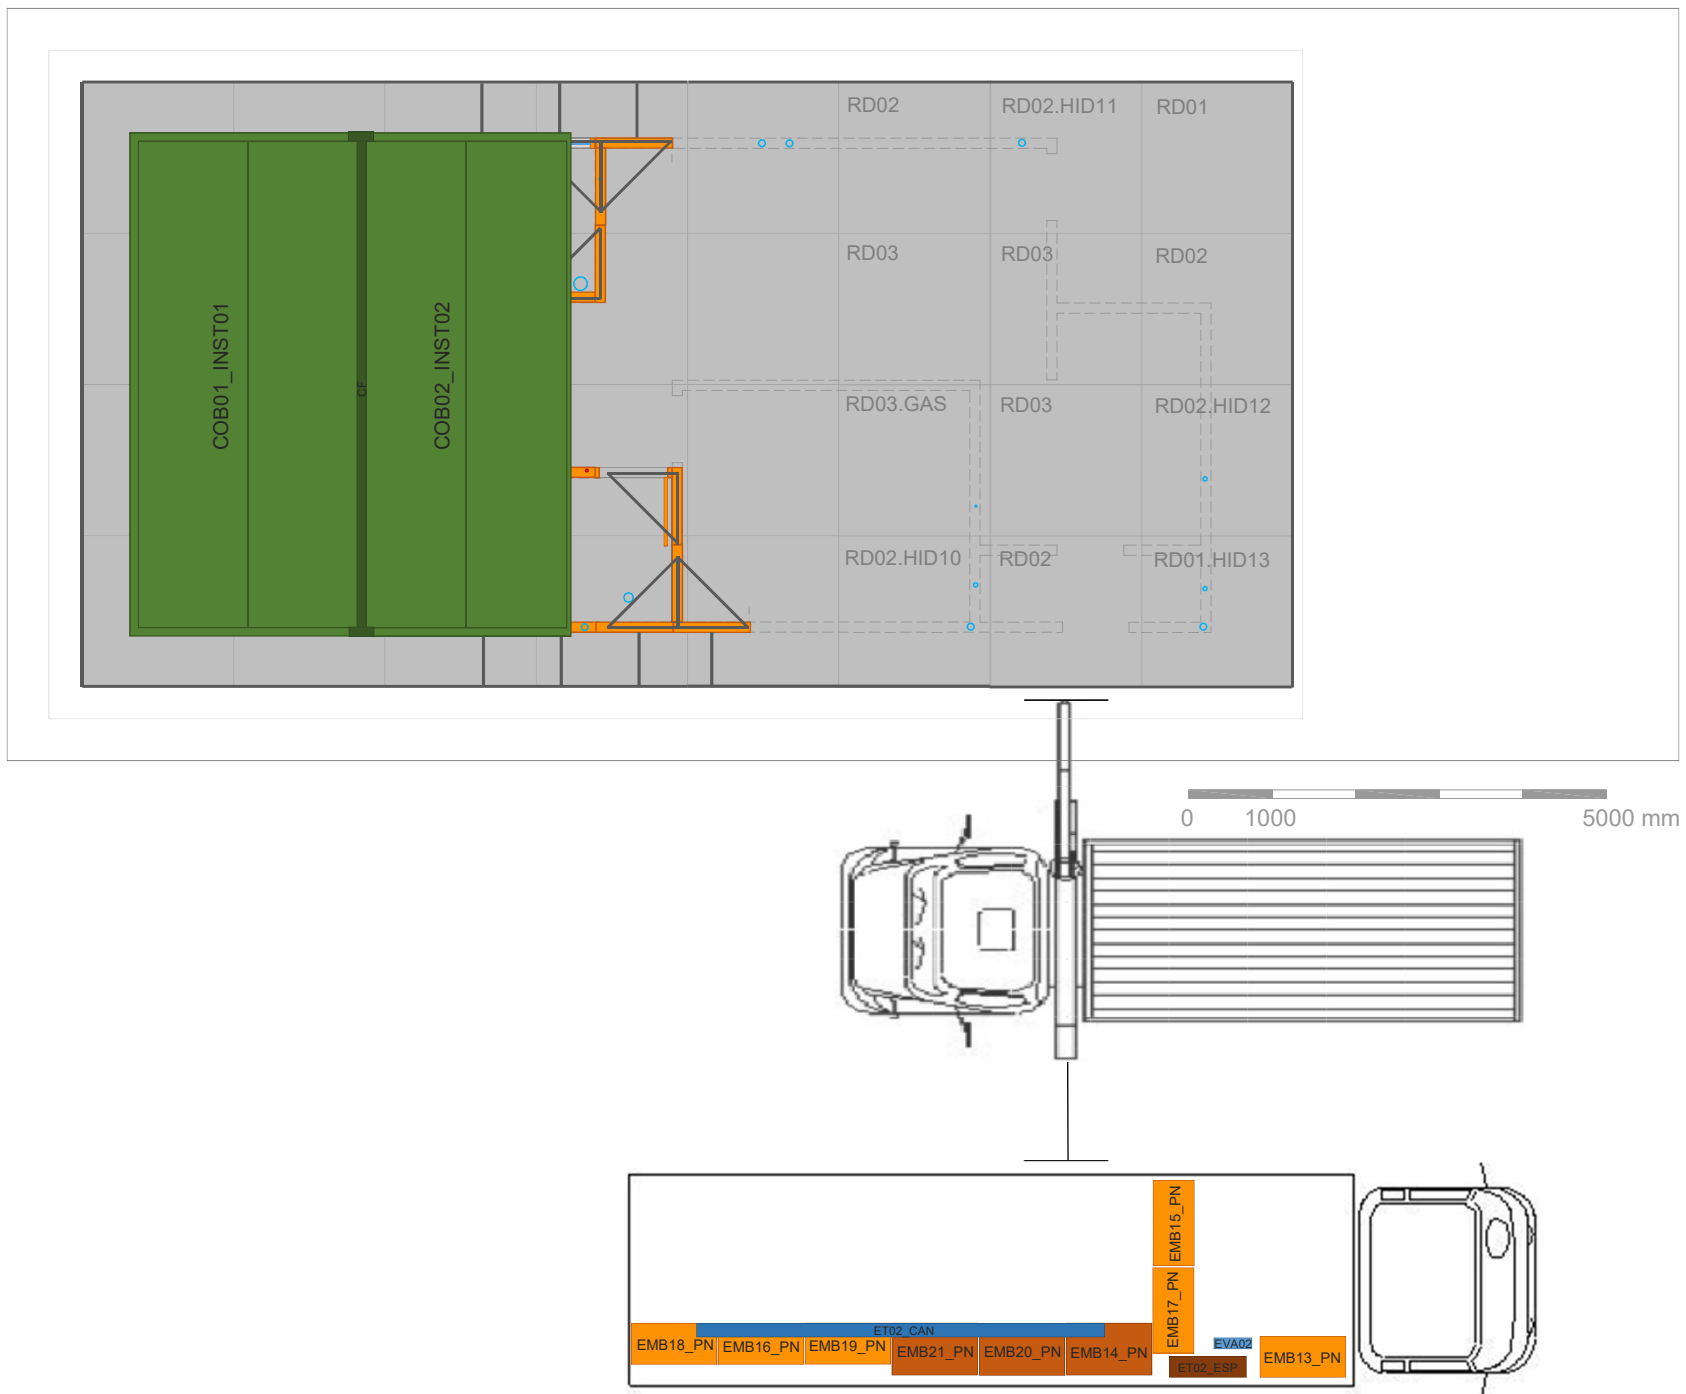 RD02 RD02.HID11 RD01
RD03 RD03 RD02
COB01_INST01
CF
COB02_INST02
RD03.GAS RD03 RD02.HID12
RD02.HID10 RD02 RD01.HID13
0 1000 5000 mm
EMB15_PN
EMB17_PN
ET02_CAN
EVA02
EMB18_PN EMB16_PN EMB19_PN EMB21_PN EMB20_PN EMB14_PN ET02_ESP EMB13_PN